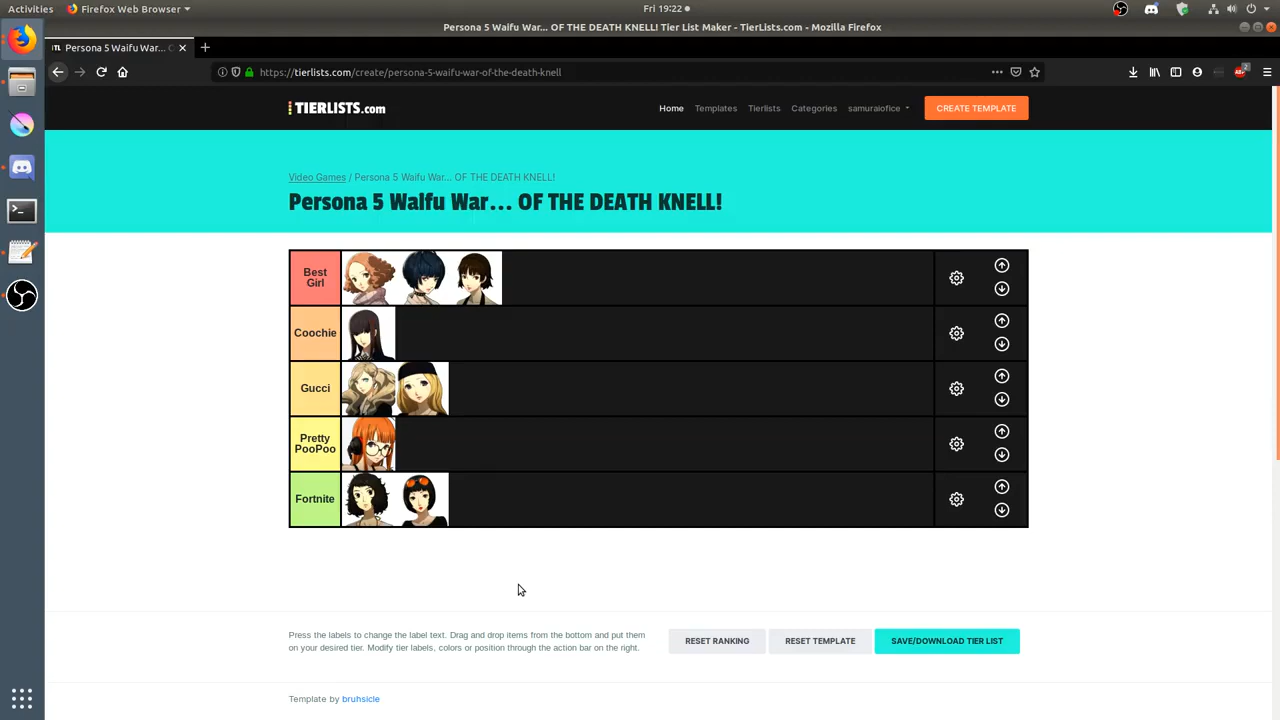 Activities
Firefox Web Browser
Fri 19:22
Persona 5 Waifu War... OF THE DEATH KNELL! Tier List Maker - TierLists.com - Mozilla Firefox
Persona 5 Waifu War... O
https://tierlists.com/create/persona-5-waifu-war-of-the-death-knell
2
TIERLISTS.com
Home
Templates
Tierlists
Categories
samuraiofice
CREATE TEMPLATE
Video Games / Persona 5 Waifu War... OF THE DEATH KNELL!
Persona 5 Waifu War... OF THE DEATH KNELL!
Best
Girl
Coochie
Gucci
Pretty
PooPoo
Fortnite
Press the labels to change the label text. Drag and drop items from the bottom and put them
on your desired tier. Modify tier labels, colors or position through the action bar on the right.
RESET RANKING
RESET TEMPLATE
SAVE/DOWNLOAD TIER LIST
Template by bruhsicle